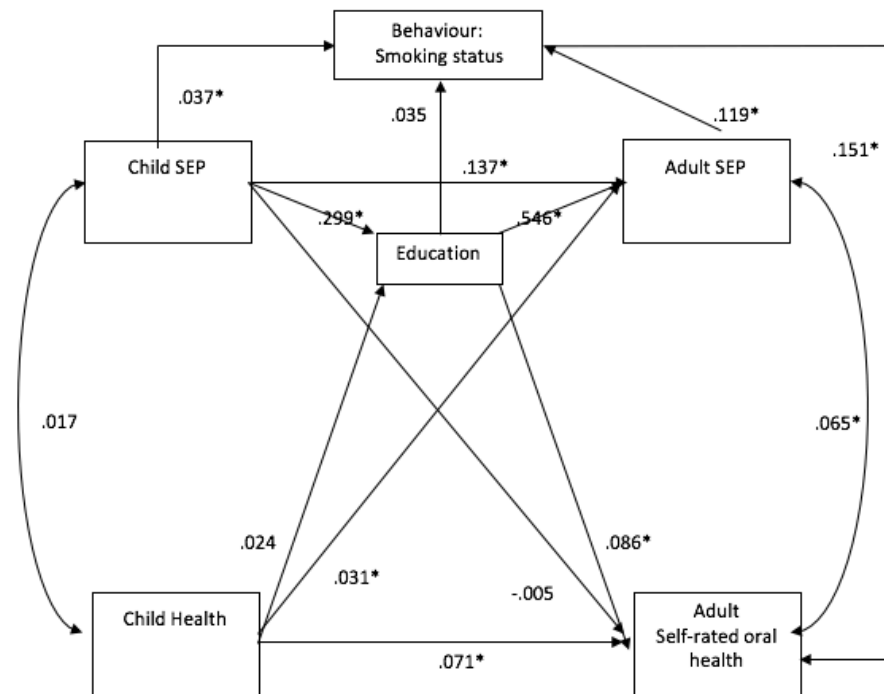 Behaviour:
Smoking status
.037*
.035
.119*
.151*
Child SEP
.137*
Adult SEP
.299*
.546*
Education
.017
.065*
.024
.086*
.031*
-.005
Child Health
Adult
Self-rated oral
health
.071*